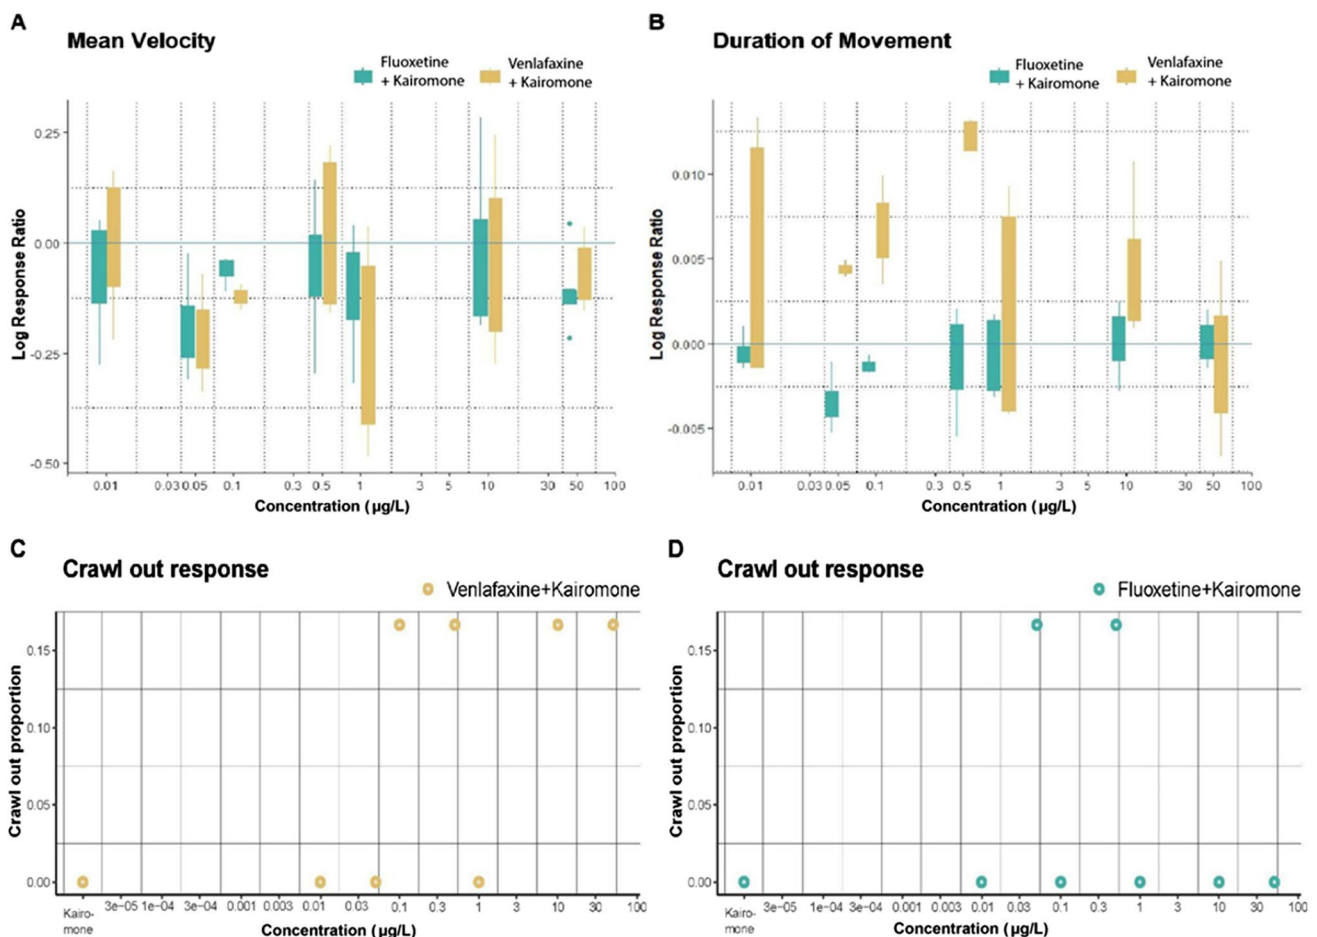 A
Mean Velocity
Fluoxetine
+ Kairomone
Venlafaxine
+ Kairomone
Log Response Ratio
0.25
0.00
-0.25
-0.50
0.01 0.03 0.05 0.1 0.3 0.5 1 3 5 10 30 50 100
Concentration (µg/L)
B
Duration of Movement
Fluoxetine
+ Kairomone
Venlafaxine
+ Kairomone
Log Response Ratio
0.010
0.005
0.000
-0.005
0.01 0.03 0.05 0.1 0.3 0.5 1 3 5 10 30 50 100
Concentration (µg/L)
C
Crawl out response
Venlafaxine+Kairomone
Crawl out proportion
0.15
0.10
0.05
0.00
Kairo-
mone
3e-05 1e-04 3e-04 0.001 0.003 0.01 0.03 0.1 0.3 1 3 10 30 100
Concentration (µg/L)
D
Crawl out response
Fluoxetine+Kairomone
Crawl out proportion
0.15
0.10
0.05
0.00
Kairo-
mone
3e-05 1e-04 3e-04 0.001 0.003 0.01 0.03 0.1 0.3 1 3 10 30 100
Concentration (µg/L)